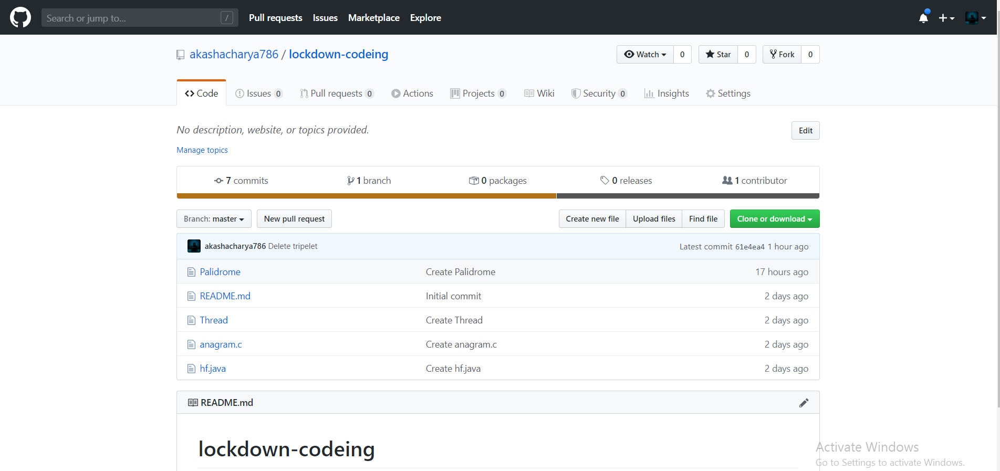 Search or jump to... /
Pull requests Issues Marketplace Explore
akashacharya786 / lockdown-codeing
Watch 0 Star 0 Fork 0
Code Issues 0 Pull requests 0 Actions Projects 0 Wiki Security 0 Insights Settings
No description, website, or topics provided. Edit
Manage topics
7 commits 1 branch 0 packages 0 releases 1 contributor
Branch: master New pull request Create new file Upload files Find file Clone or download
akashacharya786 Delete tripelet Latest commit 61e4ea4 1 hour ago
Palidrome Create Palidrome 17 hours ago
README.md Initial commit 2 days ago
Thread Create Thread 2 days ago
anagram.c Create anagram.c 2 days ago
hf.java Create hf.java 2 days ago
README.md
lockdown-codeing
Activate Windows
Go to Settings to activate Windows.